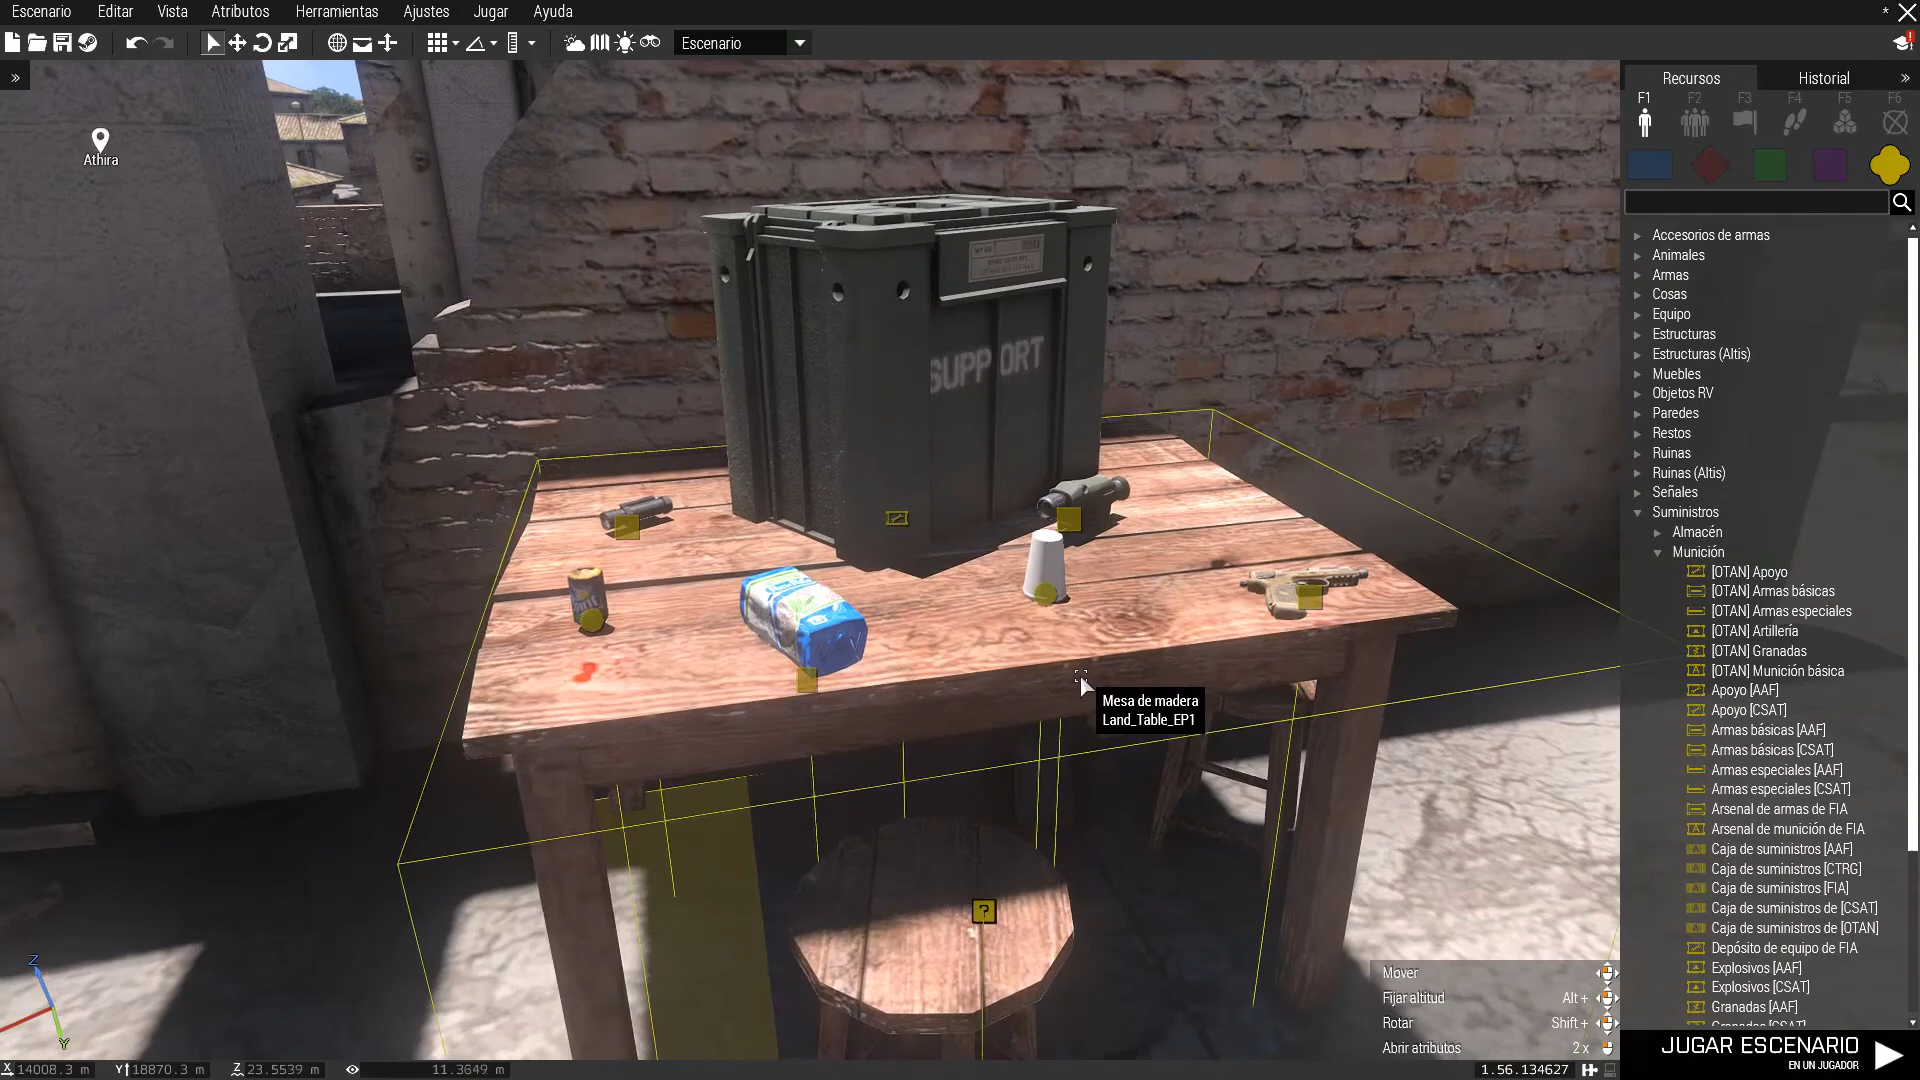 Escenario Editar Vista Atributos Herramientas Ajustes Jugar Ayuda *
Escenario
Athira
SUPPORT
Mesa de madera
Land_Table_EP1
Recursos Historial
F1 F2 F3 F4 F5 F6
Accesorios de armas
Animales
Armas
Cosas
Equipo
Estructuras
Estructuras (Altis)
Muebles
Objetos RV
Paredes
Restos
Ruinas
Ruinas (Altis)
Señales
Suministros
Almacén
Munición
[OTAN] Apoyo
[OTAN] Armas básicas
[OTAN] Armas especiales
[OTAN] Artillería
[OTAN] Granadas
[OTAN] Munición básica
Apoyo [AAF]
Apoyo [CSAT]
Armas básicas [AAF]
Armas básicas [CSAT]
Armas especiales [AAF]
Armas especiales [CSAT]
Arsenal de armas de FIA
Arsenal de munición de FIA
Caja de suministros [AAF]
Caja de suministros [CTRG]
Caja de suministros [FIA]
Caja de suministros de [CSAT]
Caja de suministros de [OTAN]
Depósito de equipo de FIA
Explosivos [AAF]
Explosivos [CSAT]
Granadas [AAF]
Granadas [CSAT]
?
Mover
Fijar altitud Alt +
Rotar Shift +
Abrir atributos 2 x
Z
Y
X 14008.3 m Y 18870.3 m Z 23.5539 m 11.3649 m
1.56.134627
JUGAR ESCENARIO
EN UN JUGADOR